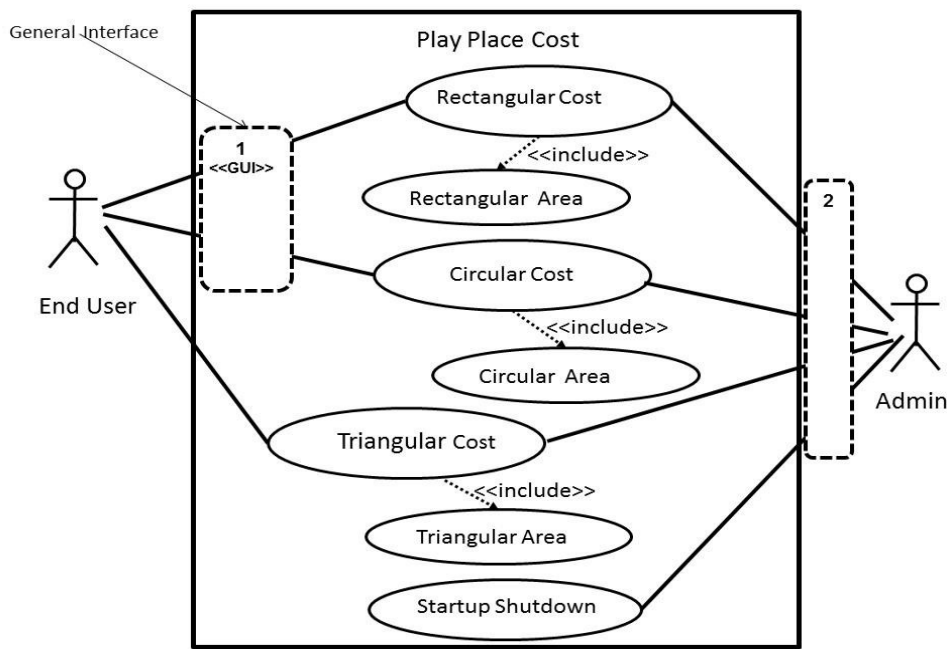 General Interface
Play Place Cost
Rectangular Cost
1
<<GUI>>
<<include>>
Rectangular Area
2
Circular Cost
End User
<<include>>
Circular Area
Admin
Triangular Cost
<<include>>
Triangular Area
Startup Shutdown